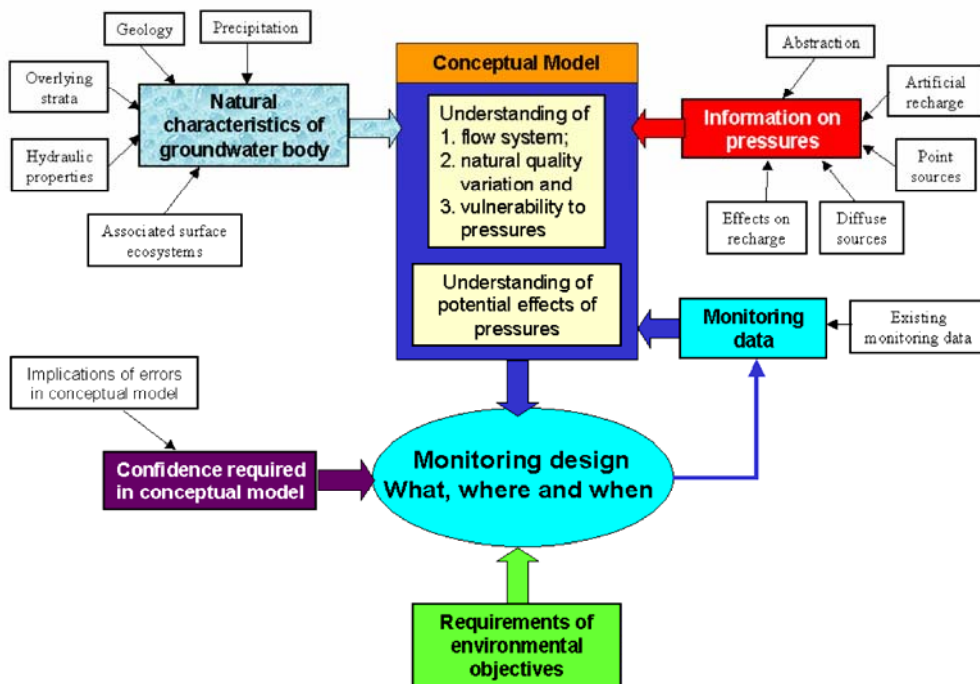 Geology
Precipitation
Overlying
strata
Hydraulic
properties
Natural
characteristics of
groundwater body
Associated surface
ecosystems
Conceptual Model
Understanding of
1. flow system;
2. natural quality
variation and
3. vulnerability to
pressures
Understanding of
potential effects of
pressures
Abstraction
Artificial
recharge
Information on
pressures
Point
sources
Effects on
recharge
Diffuse
sources
Monitoring
data
Existing
monitoring data
Implications of errors
in conceptual model
Confidence required
in conceptual model
Monitoring design
What, where and when
Requirements of
environmental
objectives